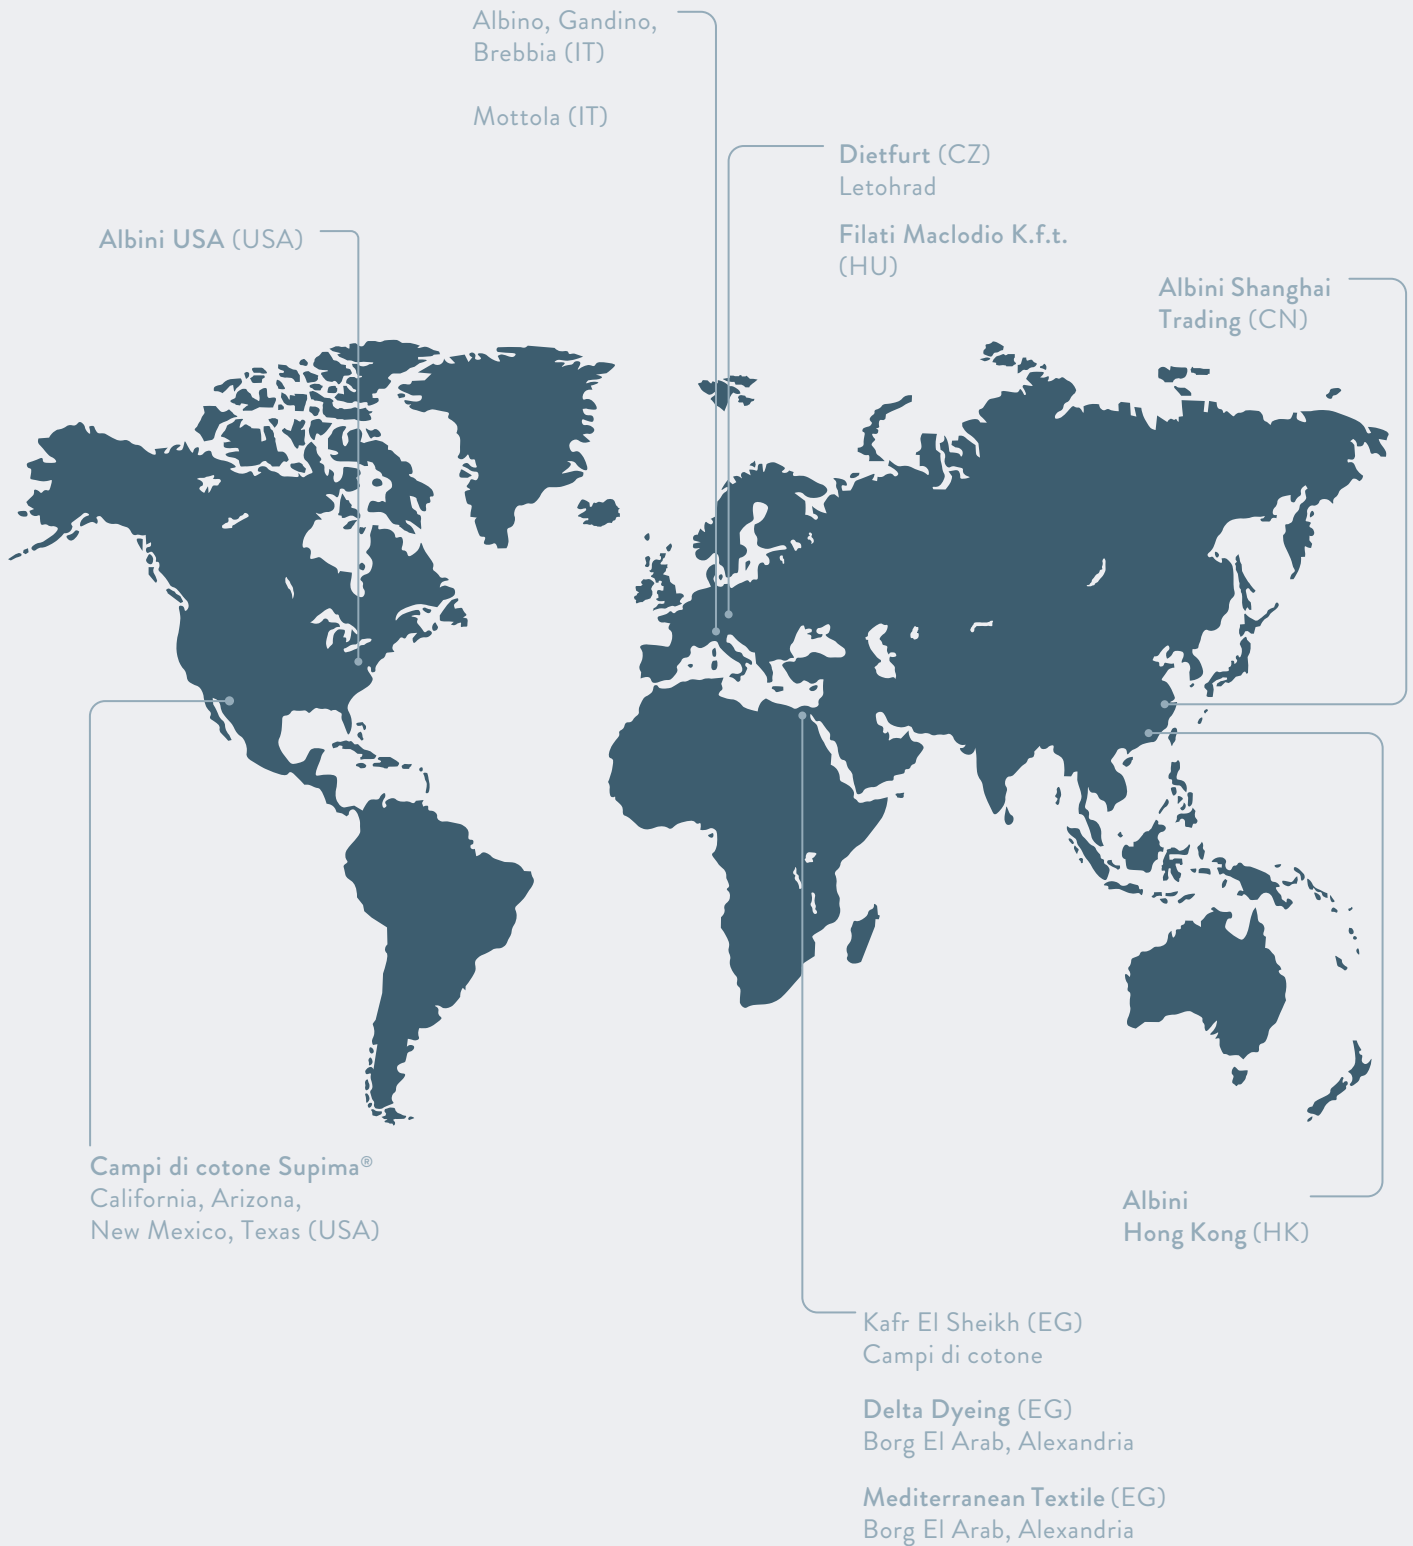 Albino, Gandino,
Brebbia (IT)
Mottola (IT)
Dietfurt (CZ)
Letohrad
Filati Maclodio K.f.t.
(HU)
Albini USA (USA)
Albini Shanghai
Trading (CN)
Campi di cotone Supima®
California, Arizona,
New Mexico, Texas (USA)
Albini
Hong Kong (HK)
Kafr El Sheikh (EG)
Campi di cotone
Delta Dyeing (EG)
Borg El Arab, Alexandria
Mediterranean Textile (EG)
Borg El Arab, Alexandria